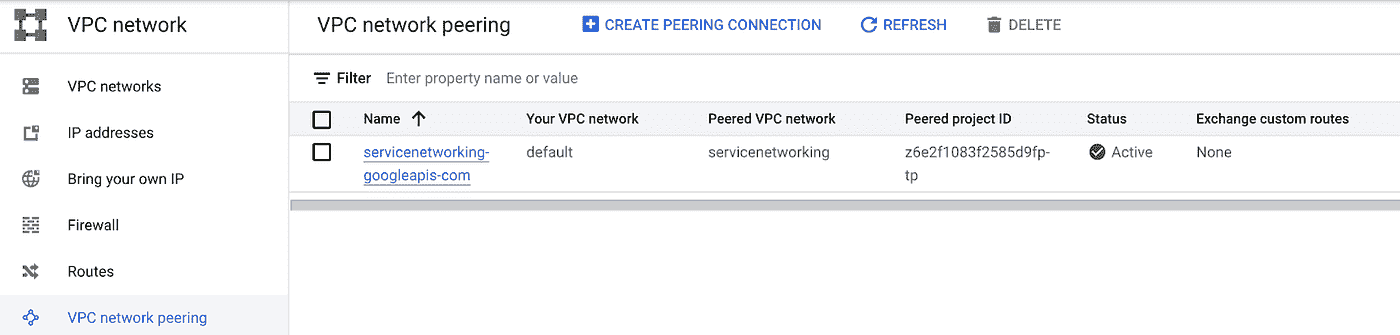 VPC network
VPC network peering
CREATE PEERING CONNECTION
REFRESH
DELETE
VPC networks
IP addresses
Bring your own IP
Firewall
Routes
VPC network peering
Filter Enter property name or value
Name Your VPC network Peered VPC network Peered project ID Status Exchange custom routes
servicenetworking- default servicenetworking z6e2f1083f2585d9fp- Active None
googleapis-com tp